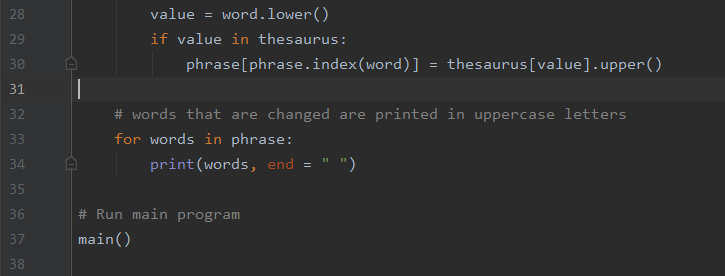 28 value = word.lower()
29 if value in thesaurus:
30 phrase[phrase.index(word)] = thesaurus[value].upper()
31
32 # words that are changed are printed in uppercase letters
33 for words in phrase:
34 print(words, end = " ")
35
36 # Run main program
37 main()
38